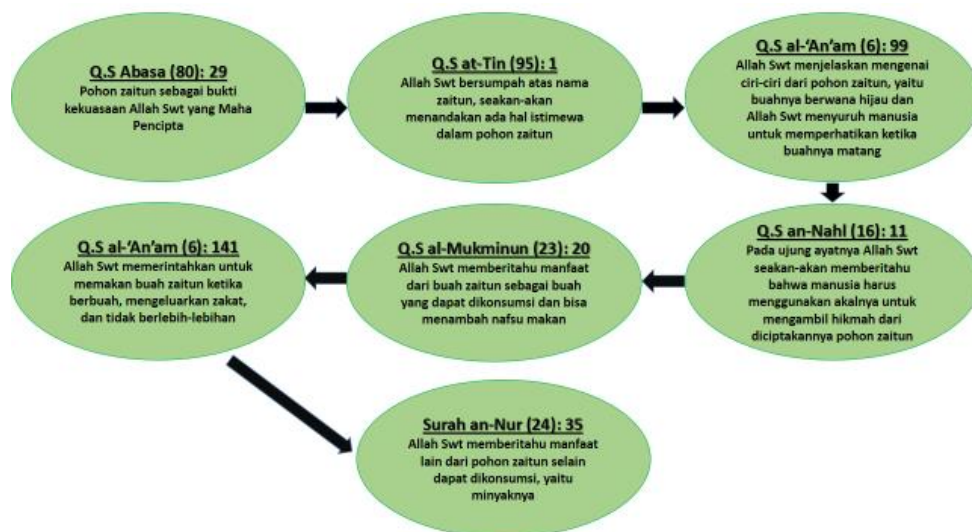 Q.S Abasa (80): 29
Pohon zaitun sebagai bukti
kekuasaan Allah Swt yang Maha
Pencipta
Q.S at-Tin (95): 1
Allah Swt bersumpah atas nama
zaitun, seakan-akan
menandakan ada hal istimewa
dalam pohon zaitun
Q.S al-‘An’am (6): 99
Allah Swt menjelaskan mengenai
ciri-ciri dari pohon zaitun, yaitu
buahnya berwana hijau dan
Allah Swt menyuruh manusia
untuk memperhatikan ketika
buahnya matang
Q.S an-Nahl (16): 11
Pada ujung ayatnya Allah Swt
seakan-akan memberitahu
bahwa manusia harus
menggunakan akalnya untuk
mengambil hikmah dari
diciptakannya pohon zaitun
Q.S al-Mukminun (23): 20
Allah Swt memberitahu manfaat
dari buah zaitun sebagai buah
yang dapat dikonsumsi dan bisa
menambah nafsu makan
Q.S al-‘An’am (6): 141
Allah Swt memerintahkan untuk
memakan buah zaitun ketika
berbuah, mengeluarkan zakat,
dan tidak berlebih-lebihan
Surah an-Nur (24): 35
Allah Swt memberitahu manfaat
lain dari pohon zaitun selain
dapat dikonsumsi, yaitu
minyaknya